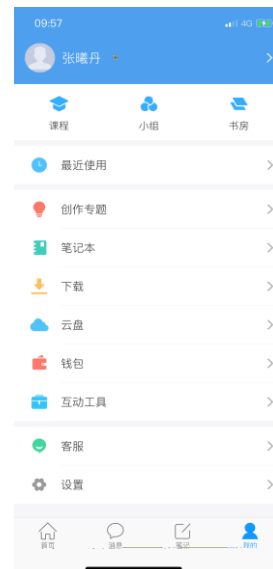 09:57 4G
张曦丹
课程 小组 书房
最近使用
创作专题
笔记本
下载
云盘
钱包
互动工具
客服
设置
首页 消息 笔记 我的